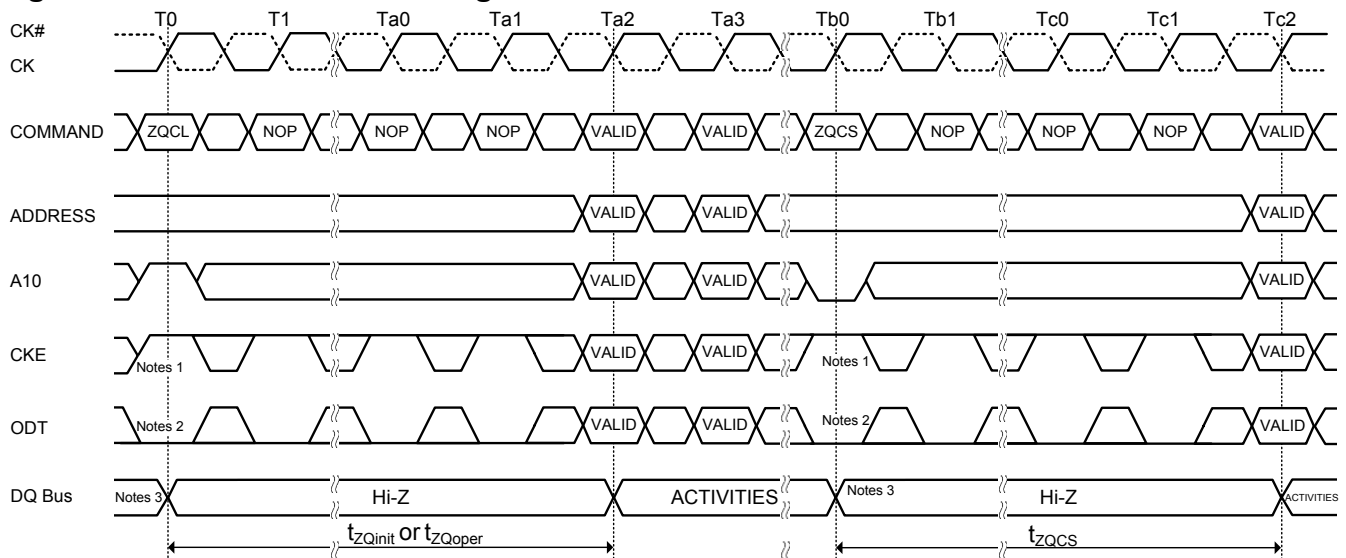 T0 T1 Ta0 Ta1 Ta2 Ta3 Tb0 Tb1 Tc0 Tc1 Tc2
CK#
CK
COMMAND ZQCL NOP NOP NOP VALID VALID ZQCS NOP NOP NOP VALID
ADDRESS VALID VALID VALID
A10 VALID VALID VALID
CKE Notes 1 VALID VALID Notes 1 VALID
ODT Notes 2 VALID VALID Notes 2 VALID
DQ Bus Notes 3 Hi-Z ACTIVITIES Notes 3 Hi-Z ACTIVITIES
tZQinit or tZQoper tZQCS